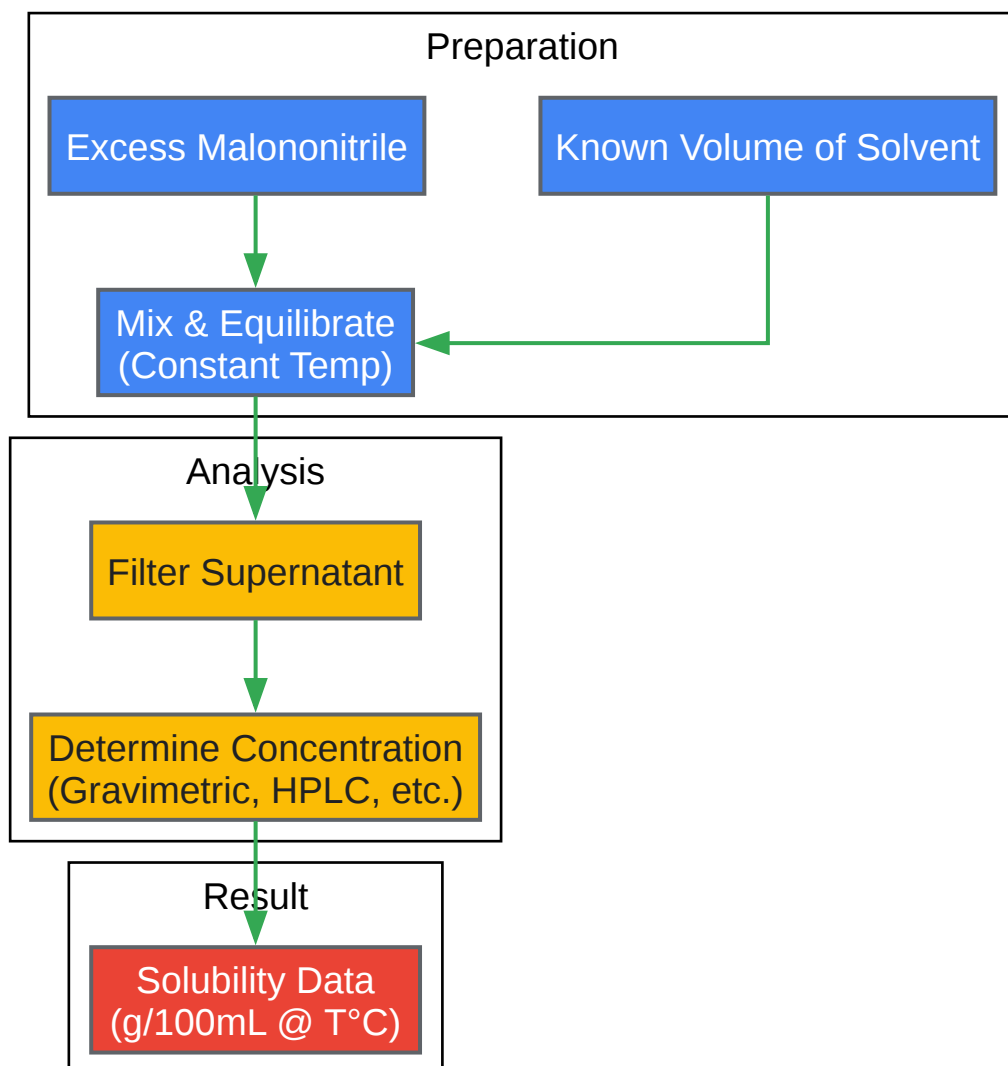 Preparation
Excess Malononitrile
Known Volume of Solvent
Mix & Equilibrate
(Constant Temp)
Analysis
Filter Supernatant
Determine Concentration
(Gravimetric, HPLC, etc.)
Result
Solubility Data
(g/100mL @ T°C)